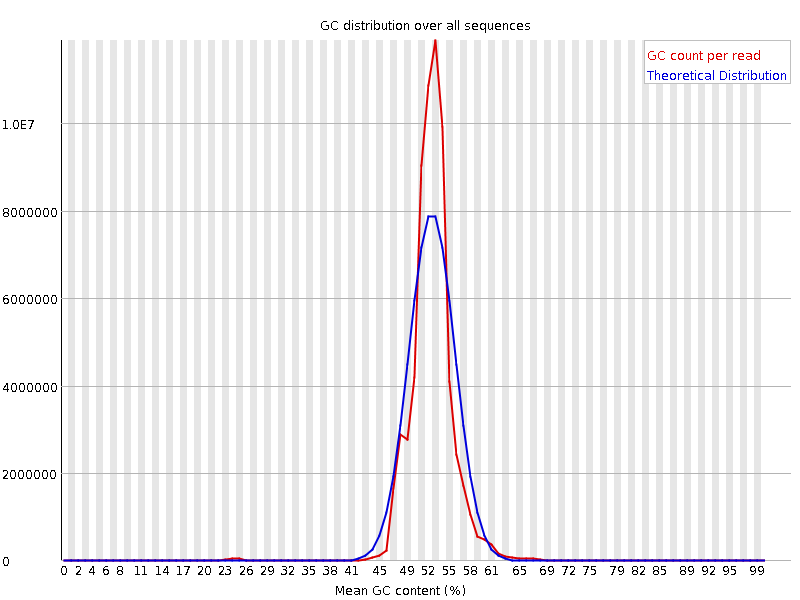 GC distribution over all sequences
GC count per read
Theoretical Distribution
1.0E7
8000000
6000000
4000000
2000000
0
0 2 4 6 8 11 14 17 20 23 26 29 32 35 38 41 45 49 52 55 58 61 65 69 72 75 79 82 85 89 92 95 99
Mean GC content (%)